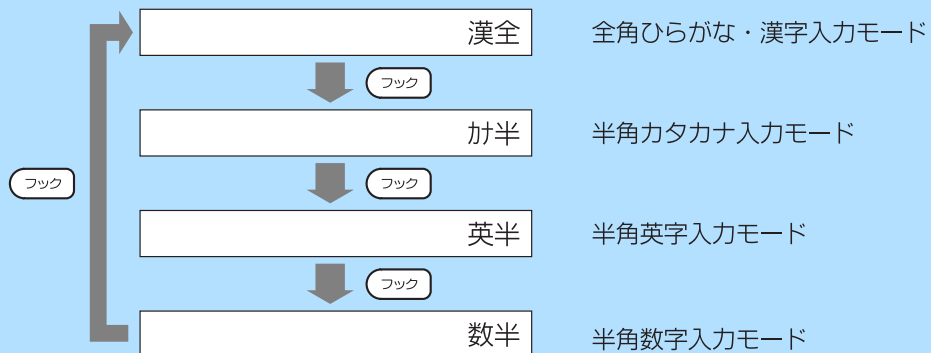 漢全 全角ひらがな・漢字入力モード
フック
ｶﾅ半 半角カタカナ入力モード
フック
フック
英半 半角英字入力モード
フック
数半 半角数字入力モード